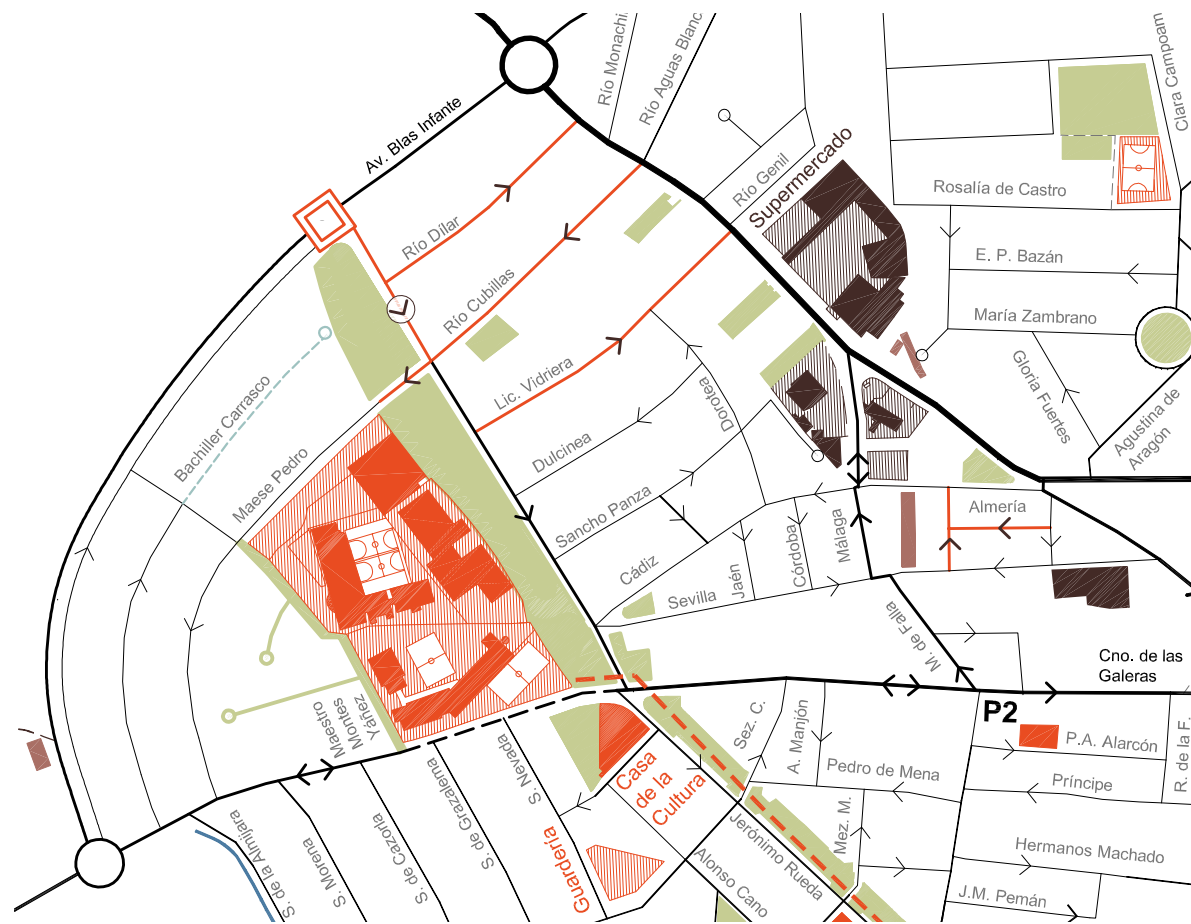 Río Monachi
Río Aguas Blanc
Clara Campoam
Av. Blas Infante
Río Genil
Supermercado
Rosalía de Castro
Río Dílar
E. P. Bazán
Río Cubillas
María Zambrano
Gloria Fuertes
Agustina de
Aragón
Lic. Vidriera
Dorotea
Bachiller Carrasco
Maese Pedro
Dulcinea
Sancho Panza
Almería
Cádiz
Málaga
Córdoba
Jaén
Sevilla
M. de Falla
Cno. de las
Galeras
P2
Maestro
Montes
Yáñez
Sez. C.
A. Manjón
P.A. Alarcón
R. de la F.
Pedro de Mena
Príncipe
S. Nevada
Casa
de la
Cultura
S. de Grazalema
Guardería
Mez. M.
Jerónimo Rueda
Alonso Cano
Hermanos Machado
J.M. Pemán
S. de la Almijara
S. Morena
S. de Cazorla